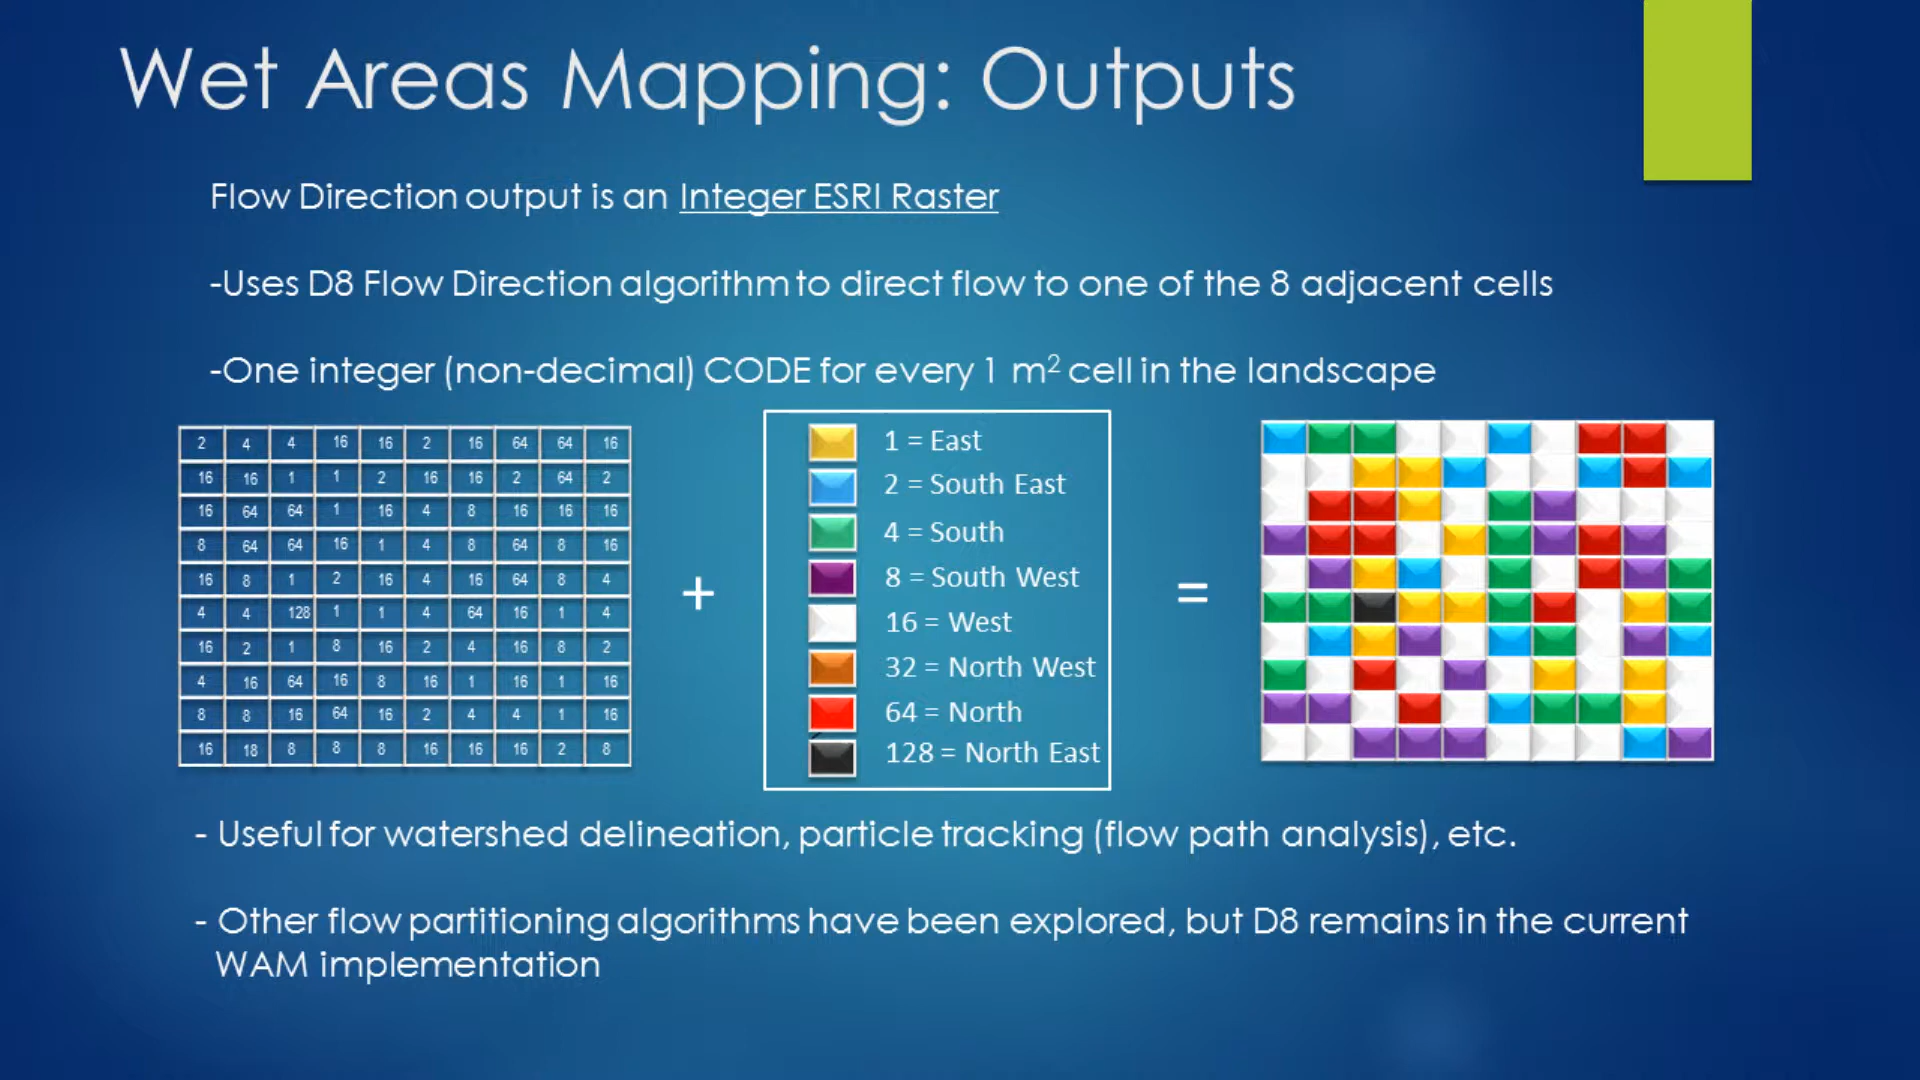 Wet Areas Mapping: Outputs
Flow Direction output is an Integer ESRI Raster
-Uses D8 Flow Direction algorithm to direct flow to one of the 8 adjacent cells
-One integer (non-decimal) CODE for every 1 m² cell in the landscape
2 4 4 16 16 2 16 64 64 16
16 16 1 1 2 16 16 2 64 2
16 64 64 1 16 4 8 16 16 16
8 64 64 16 1 4 8 64 8 16
16 8 1 2 16 4 16 64 8 4
4 4 128 1 1 4 64 16 1 4
16 2 1 8 16 2 4 16 8 2
4 16 64 16 8 16 1 16 1 16
8 8 16 64 16 2 4 4 1 16
16 18 8 8 8 16 16 16 2 8
+
1 = East
2 = South East
4 = South
8 = South West
16 = West
32 = North West
64 = North
128 = North East
=
- Useful for watershed delineation, particle tracking (flow path analysis), etc.
- Other flow partitioning algorithms have been explored, but D8 remains in the current
WAM implementation